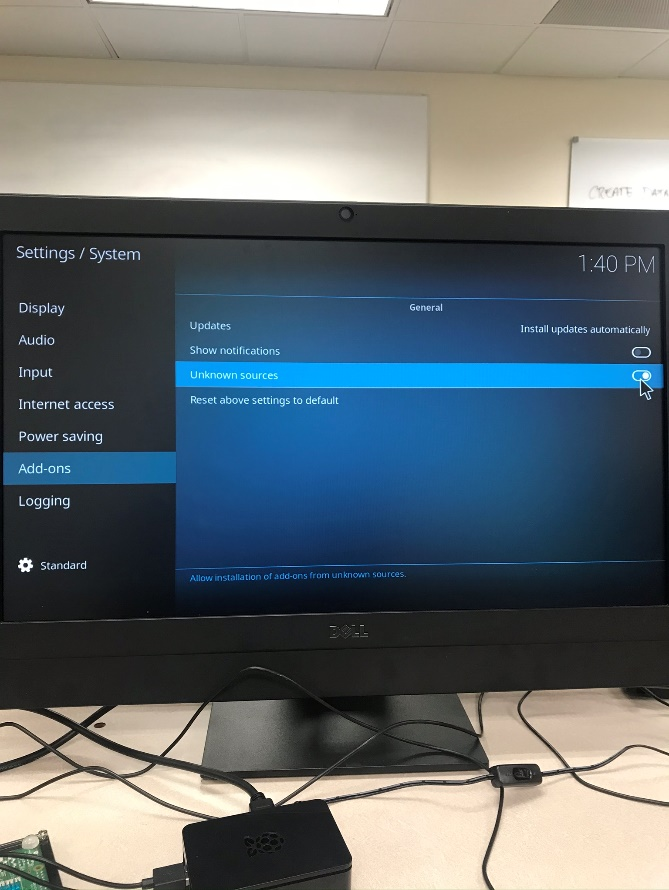 CREATE
Settings / System
1:40 PM
Display
Audio
Input
Internet access
Power saving
Add-ons
Logging
Standard
General
Updates
Install updates automatically
Show notifications
Unknown sources
Reset above settings to default
Allow installation of add-ons from unknown sources.
DELL